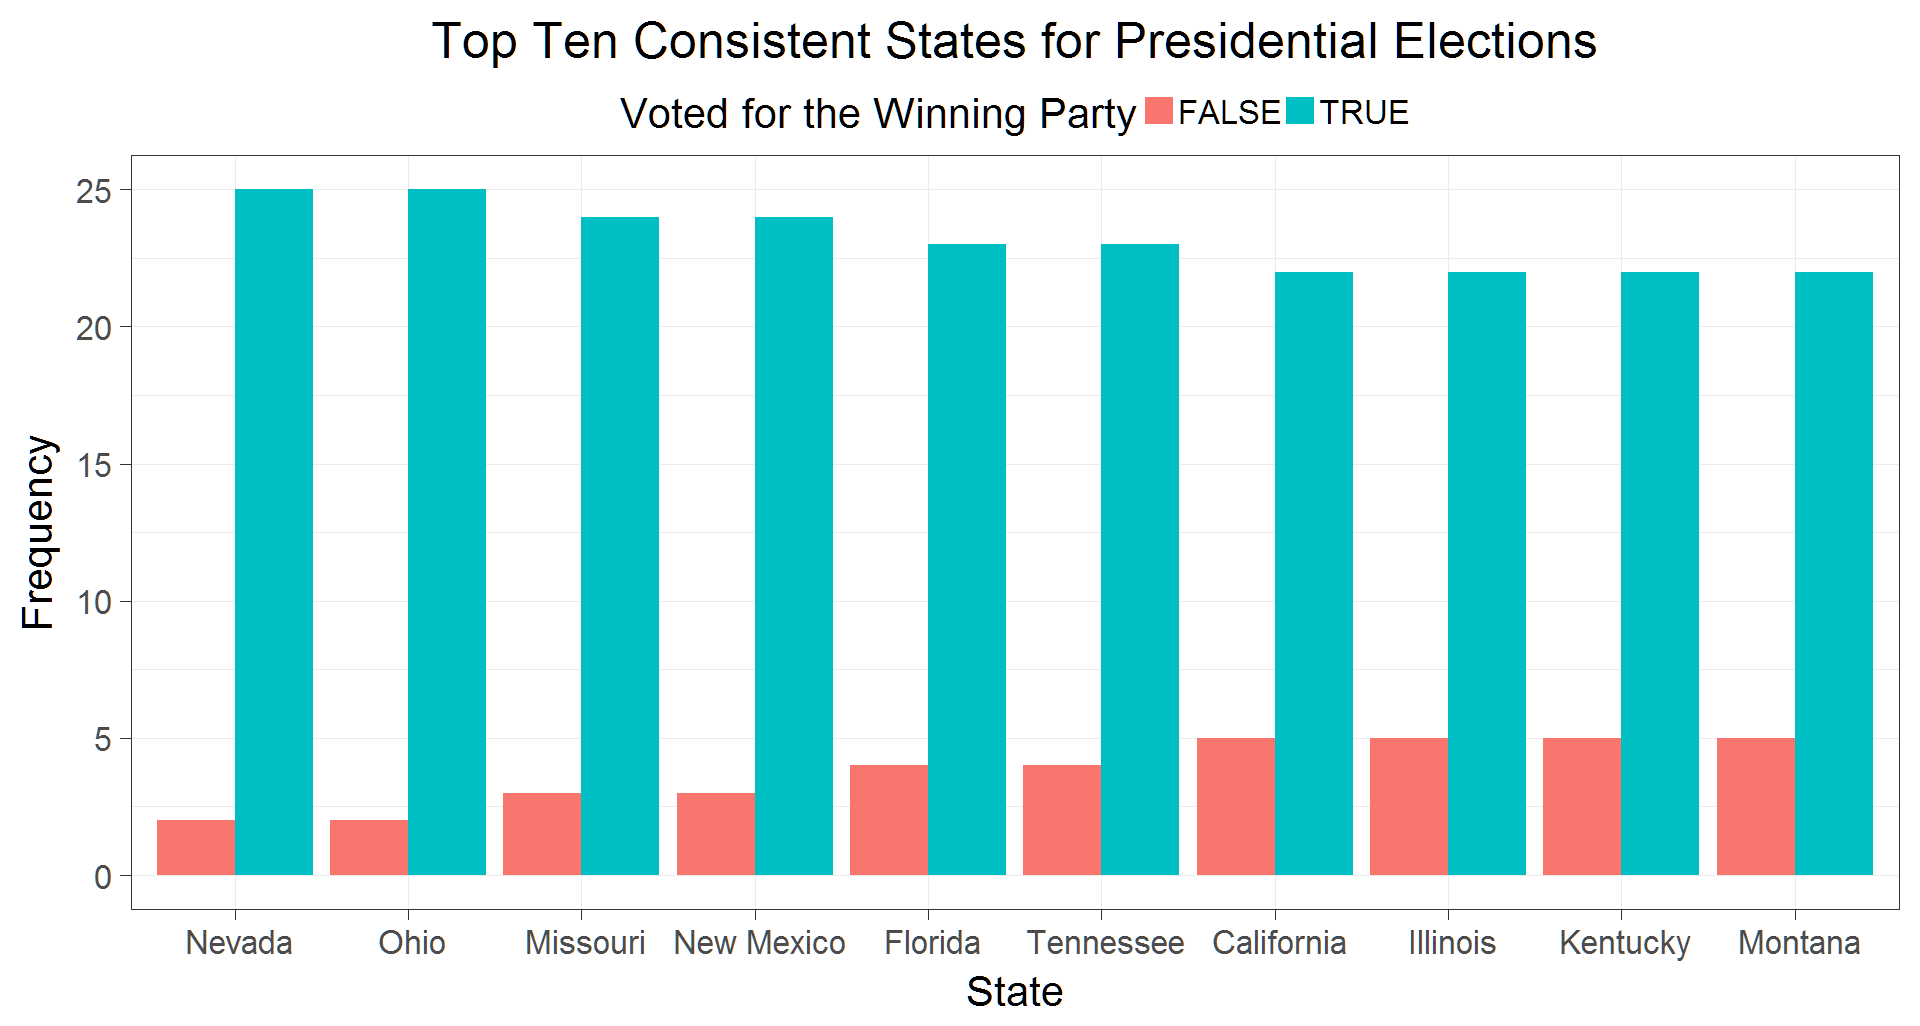 Top Ten Consistent States for Presidential Elections
Voted for the Winning Party FALSE TRUE
25
20
15
10
5
0
Frequency
Nevada Ohio Missouri New Mexico Florida Tennessee California Illinois Kentucky Montana
State